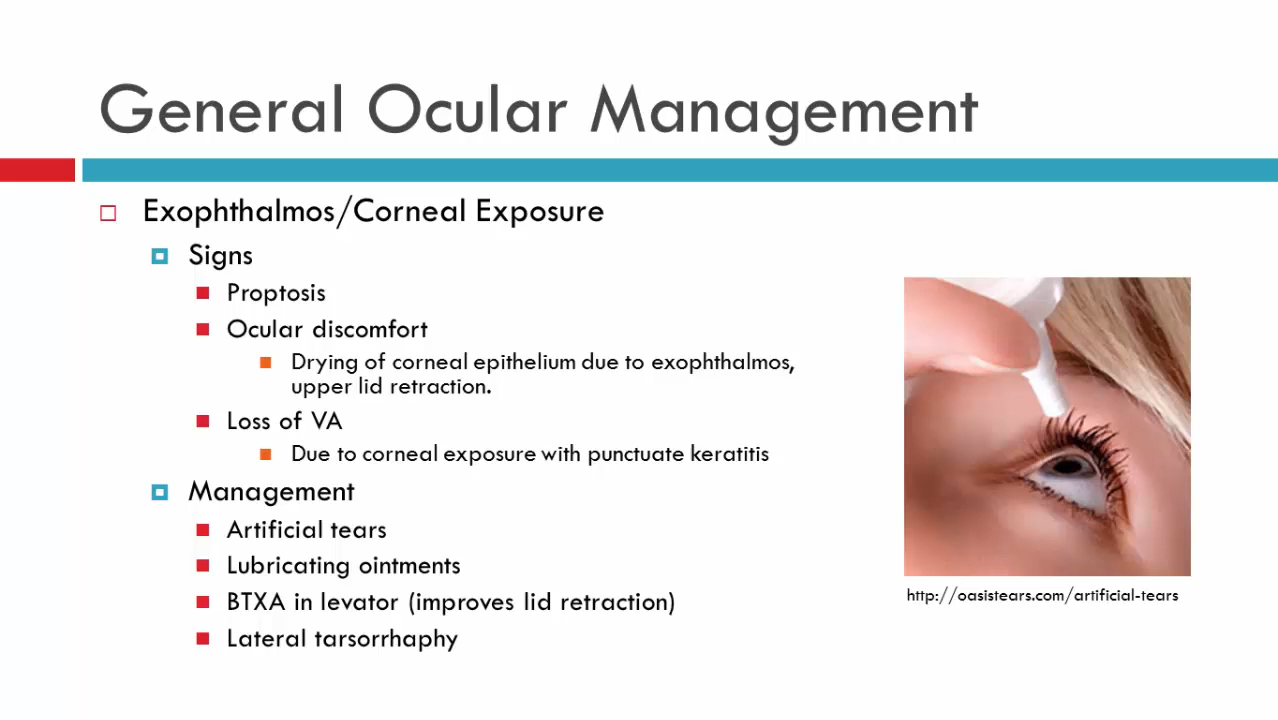 General Ocular Management
Exophthalmos/Corneal Exposure
Signs
Proptosis
Ocular discomfort
Drying of corneal epithelium due to exophthalmos,
upper lid retraction.
Loss of VA
Due to corneal exposure with punctuate keratitis
Management
Artificial tears
Lubricating ointments
BTXA in levator (improves lid retraction)
Lateral tarsorrhaphy
http://oasistears.com/artificial-tears